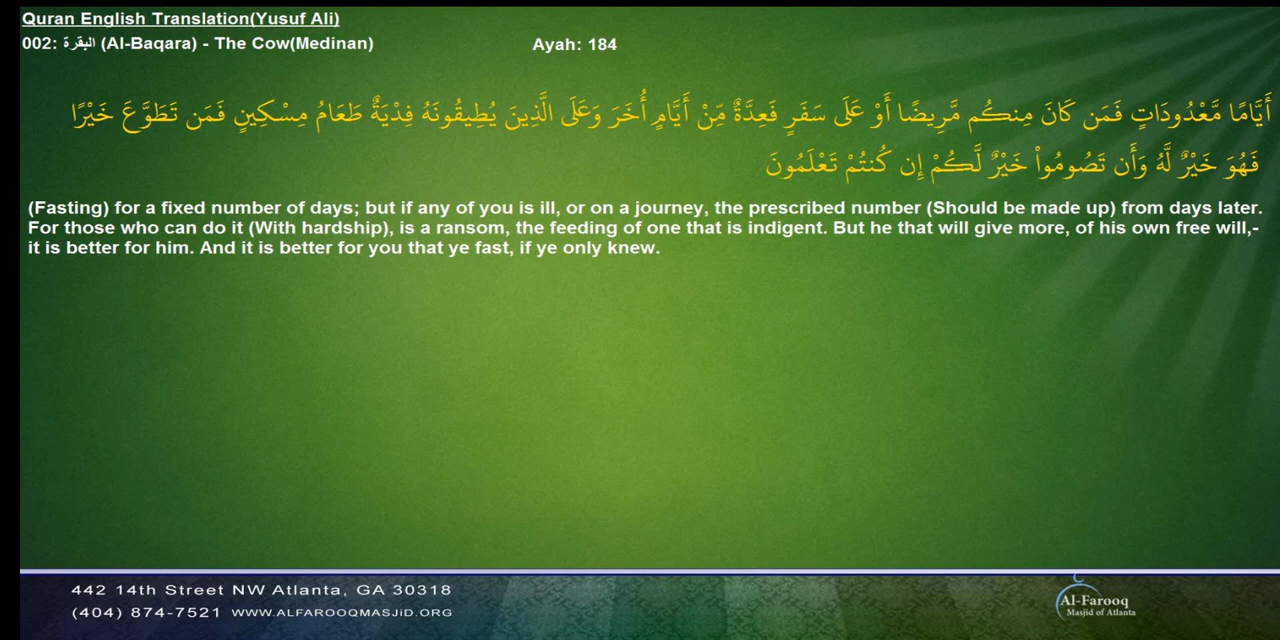 Quran English Translation(Yusuf Ali)
002: البقرة (Al-Baqara) - The Cow(Medinan) Ayah: 184
أَيَّامًا مَّعْدُودَاتٍ فَمَن كَانَ مِنكُم مَّرِيضًا أَوْ عَلَى سَفَرٍ فَعِدَّةٌ مِّنْ أَيَّامٍ أُخَرَ وَعَلَى الَّذِينَ يُطِيقُونَهُ فِدْيَةٌ طَعَامُ مِسْكِينٍ فَمَن تَطَوَّعَ خَيْرًا
فَهُوَ خَيْرٌ لَّهُ وَأَن تَصُومُواْ خَيْرٌ لَّكُمْ إِن كُنتُمْ تَعْلَمُونَ
(Fasting) for a fixed number of days; but if any of you is ill, or on a journey, the prescribed number (Should be made up) from days later.
For those who can do it (With hardship), is a ransom, the feeding of one that is indigent. But he that will give more, of his own free will,-
it is better for him. And it is better for you that ye fast, if ye only knew.
442 14th Street NW Atlanta, GA 30318
(404) 874-7521 WWW.ALFAROOQMASJiD.ORG
Al-Farooq
Masjid of Atlanta